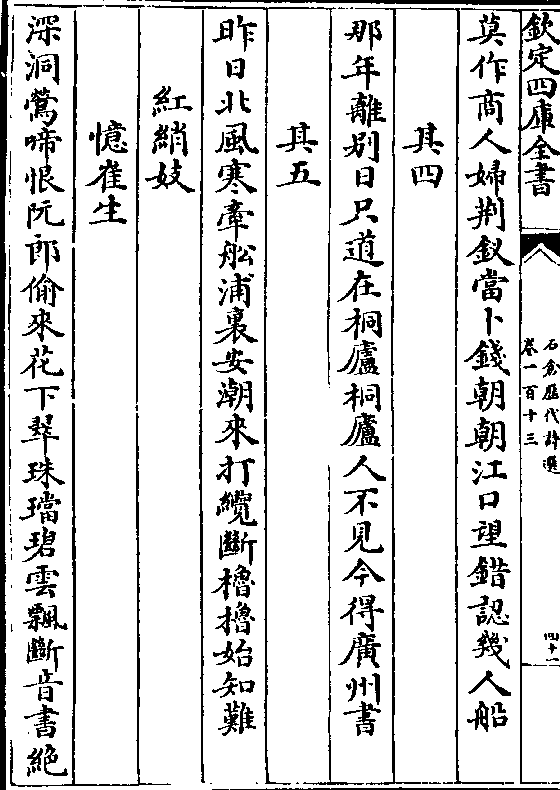 欽定四庫全書
石倉歷代詩選
卷一百十三
四十一
莫作商人婦荆釵當卜錢朝朝江口望錯認幾人船
其四
那年離别日只道在桐廬桐廬人不見今得廣州書
其五
昨日北風寒牽舩浦裏安潮來打纜斷櫓擼始知難
紅綃妓
憶崔生
深洞鶯啼恨阮郎偷來花下觧珠璫碧雲飄斷音書絶